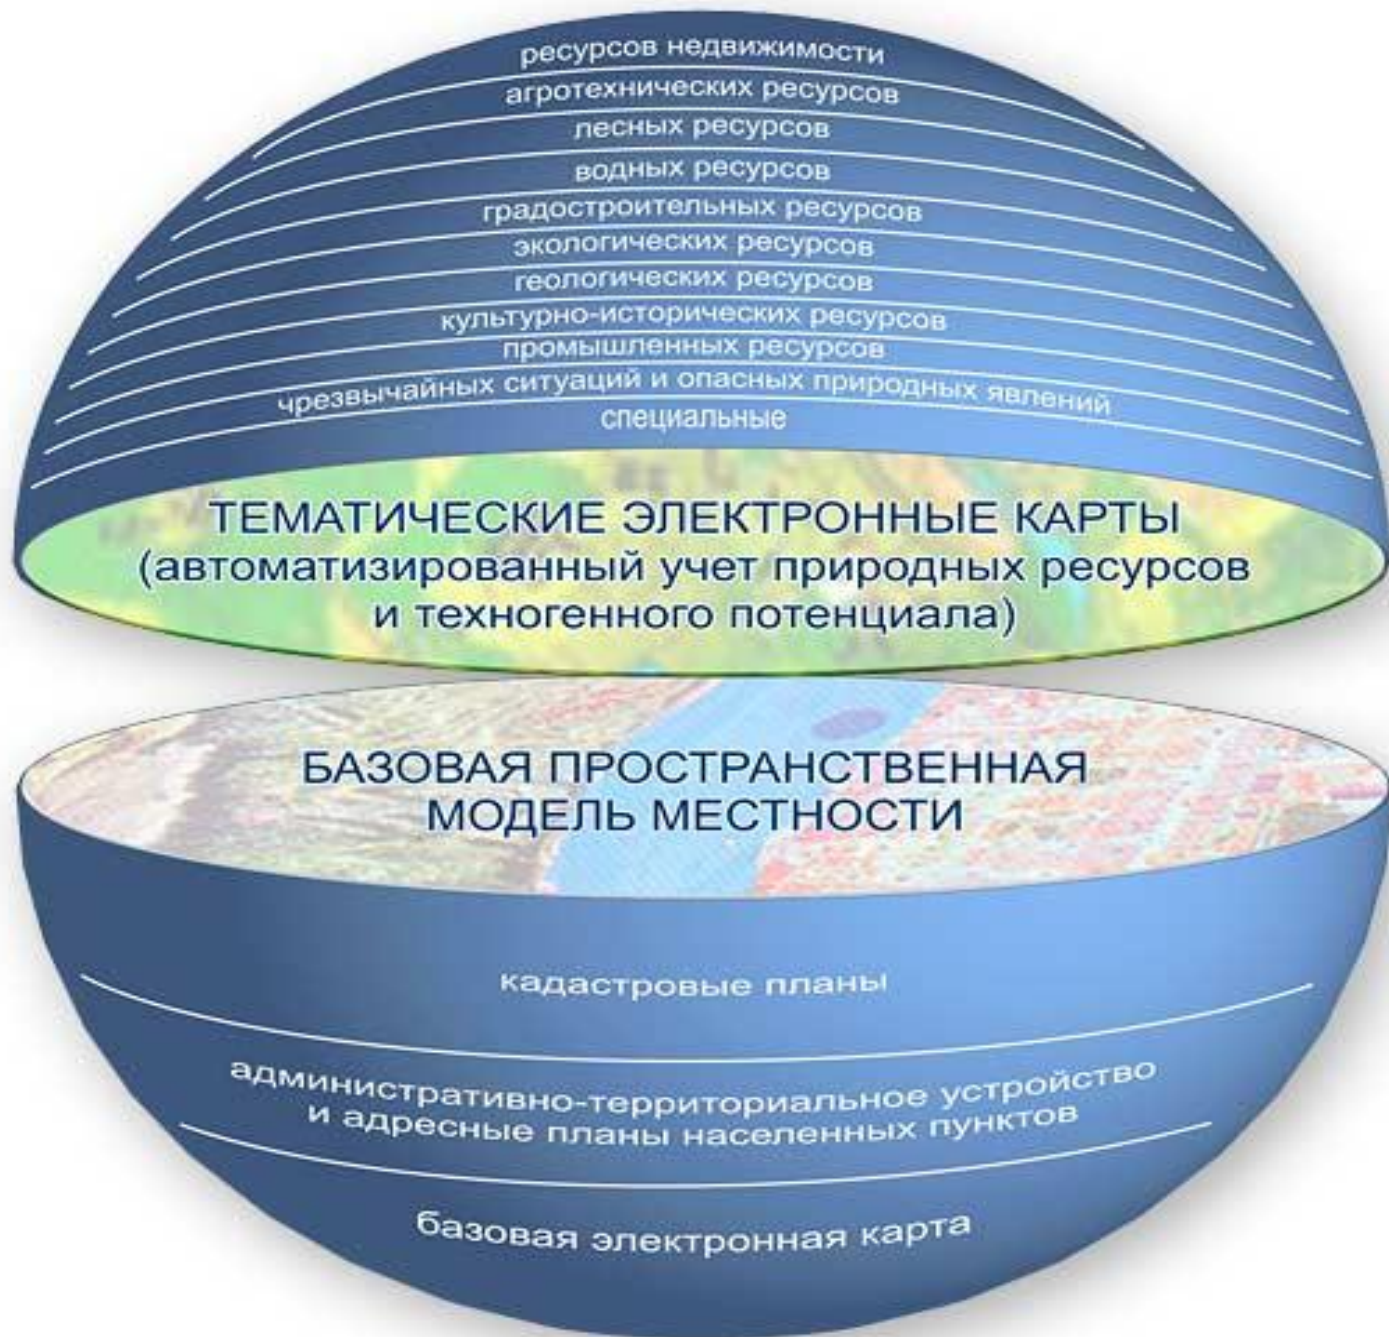 ресурсов недвижимости
агротехнических ресурсов
лесных ресурсов
водных ресурсов
градостроительных ресурсов
экологических ресурсов
геологических ресурсов
культурно-исторических ресурсов
промышленных ресурсов
чрезвычайных ситуаций и опасных природных явлений
специальные
ТЕМАТИЧЕСКИЕ ЭЛЕКТРОННЫЕ КАРТЫ
(автоматизированный учет природных ресурсов
и техногенного потенциала)
БАЗОВАЯ ПРОСТРАНСТВЕННАЯ
МОДЕЛЬ МЕСТНОСТИ
кадастровые планы
административно-территориальное устройство
и адресные планы населенных пунктов
базовая электронная карта